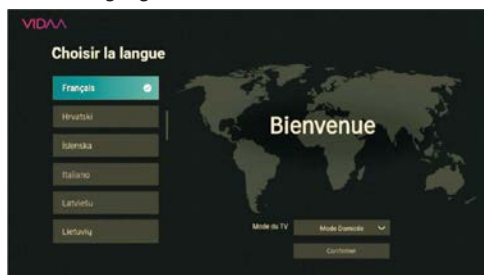 VIDAA
Choisir la langue
Français
Hrvatski
Íslenska
Italiano
Latviešu
Lietuvių
Bienvenue
Mode du TV
Mode Domicile
Confirmer